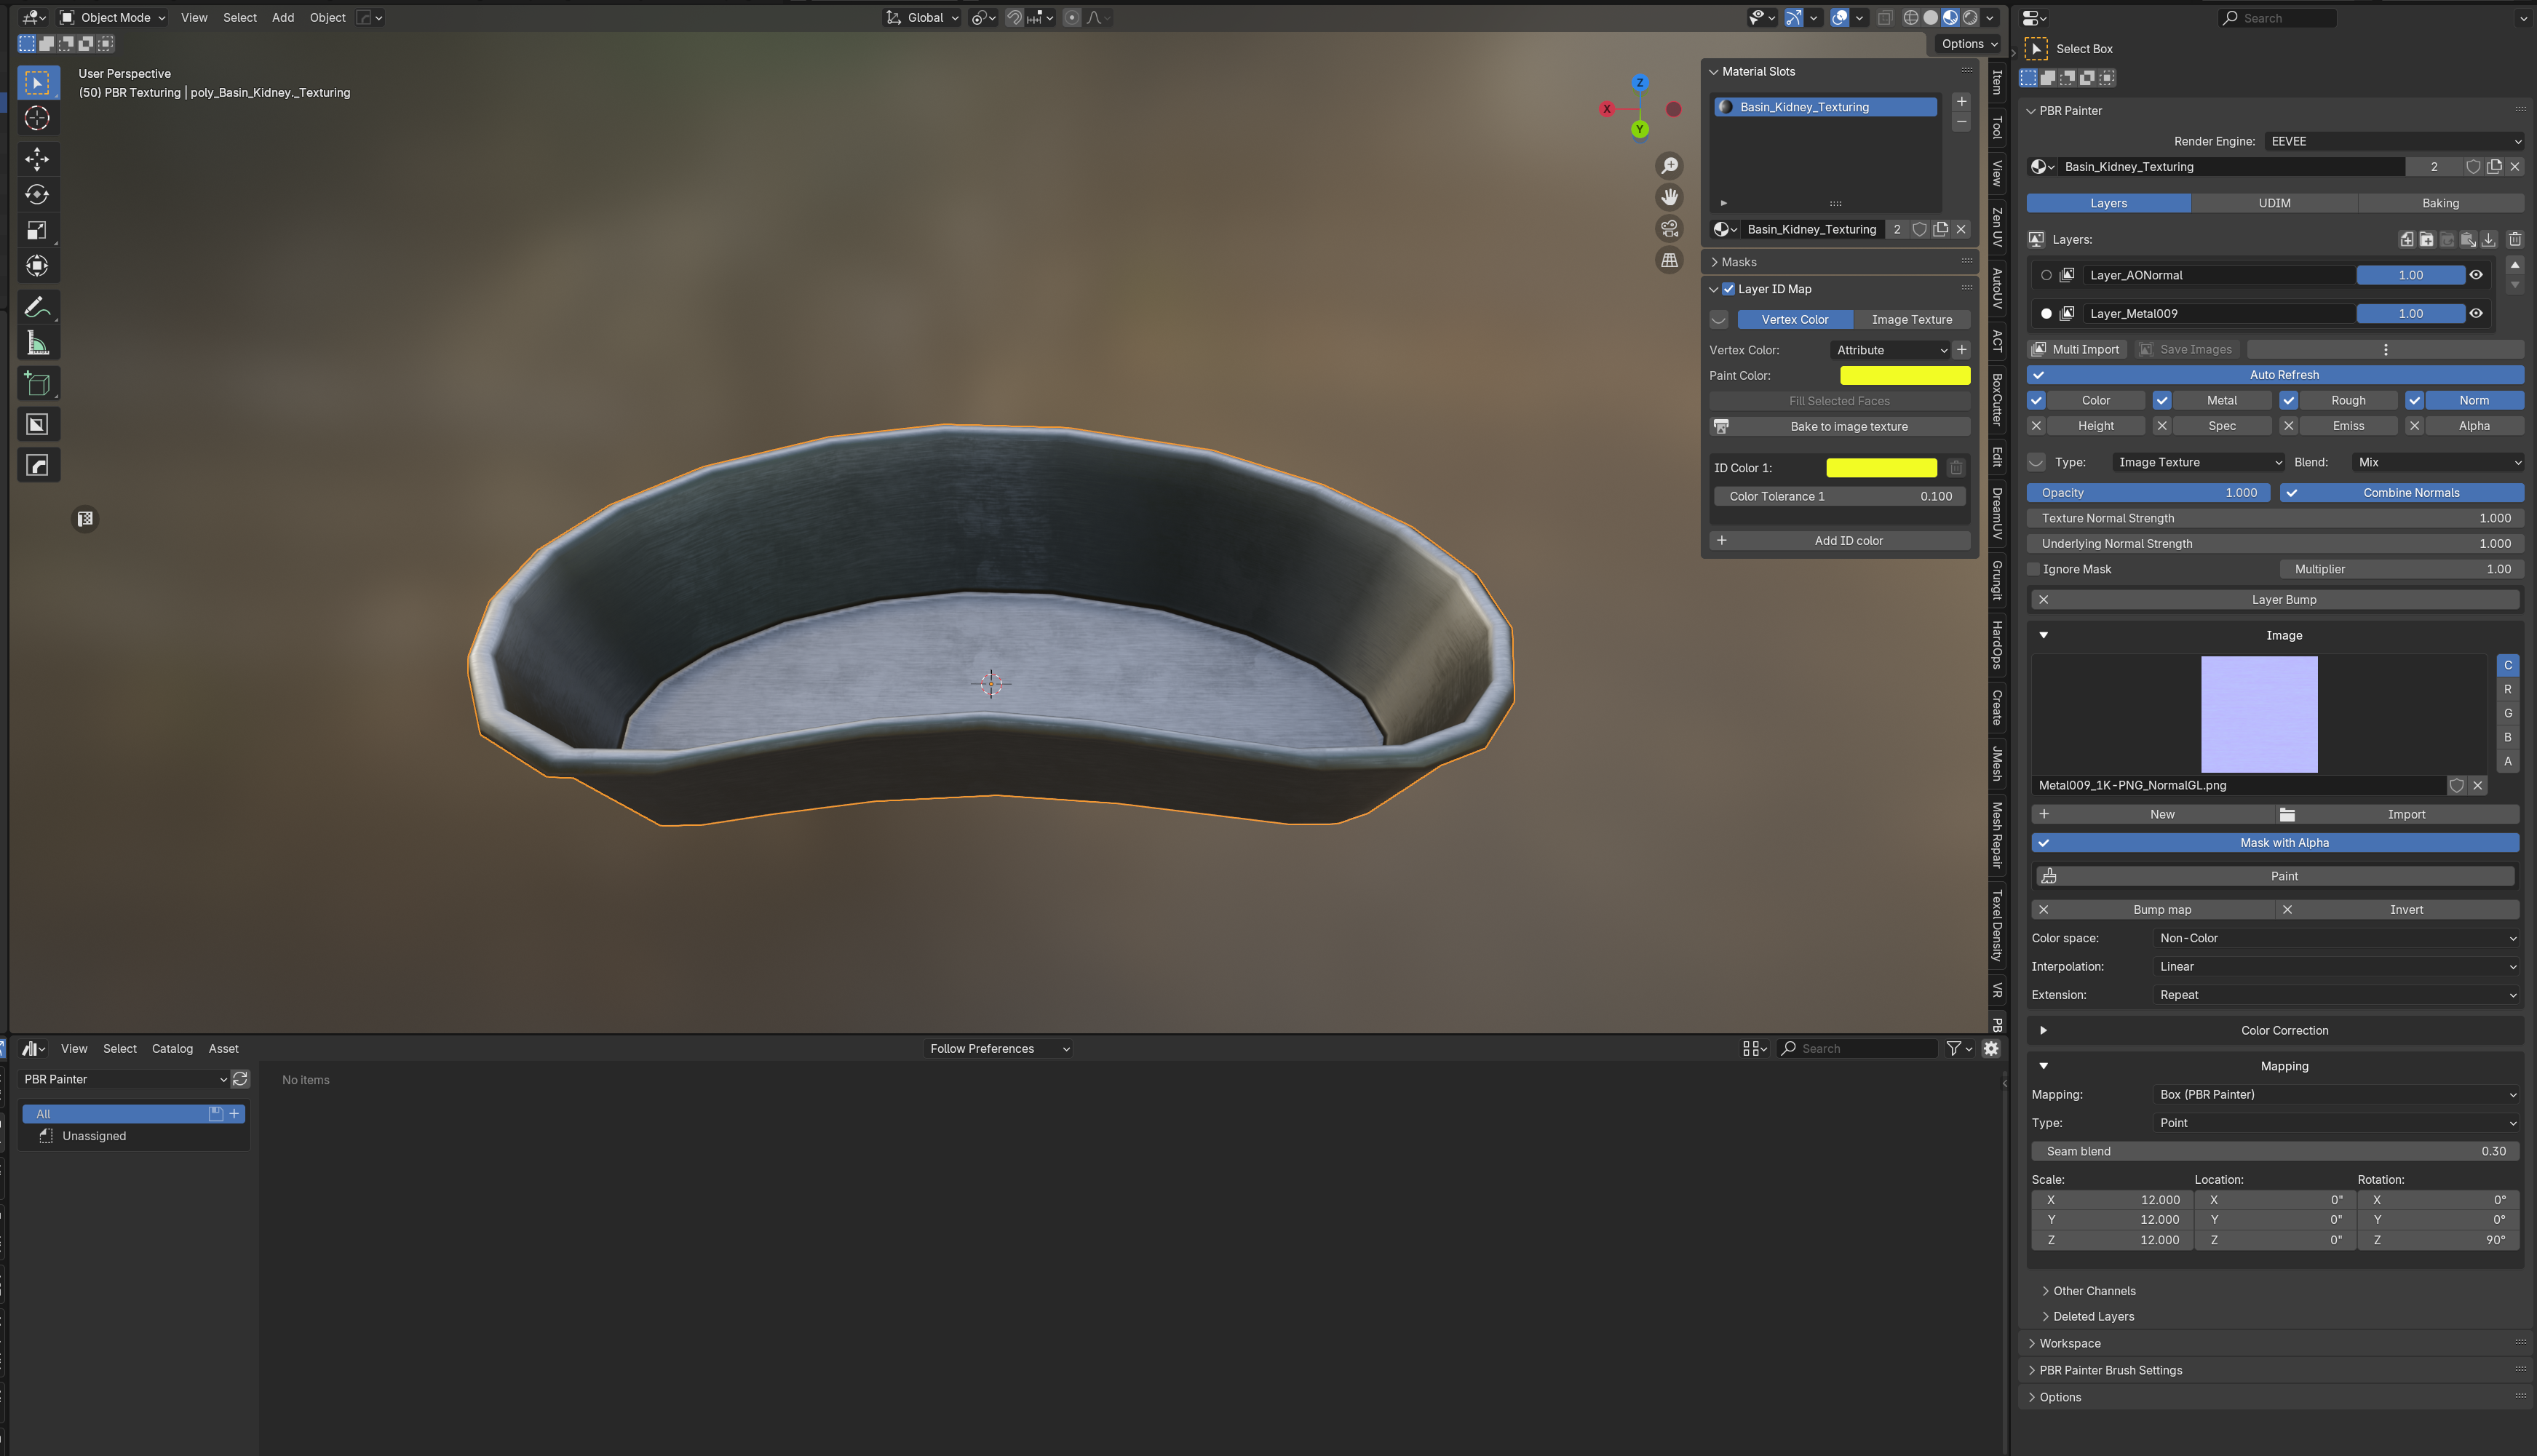 Object Mode View Select Add Object Global
Options
User Perspective
(50) PBR Texturing | poly_Basin_Kidney._Texturing
Z
X
Y
Material Slots
Basin_Kidney_Texturing
Basin_Kidney_Texturing 2
Masks
Layer ID Map
Vertex Color Image Texture
Vertex Color: Attribute
Paint Color:
Fill Selected Faces
Bake to image texture
ID Color 1:
Color Tolerance 1 0.100
Add ID color
Item
Tool
View
Zen UV
AutoUV
ACT
BoxCutter
Edit
DreamUV
Grungit
HardOps
Create
JMesh
Mesh Repair
Texel Density
VR
PB
Search
Select Box
PBR Painter
Render Engine: EEVEE
Basin_Kidney_Texturing 2
Layers UDIM Baking
Layers:
Layer_AONormal 1.00
Layer_Metal009 1.00
Multi Import Save Images
Auto Refresh
Color Metal Rough Norm
Height Spec Emiss Alpha
Type: Image Texture Blend: Mix
Opacity 1.000 Combine Normals
Texture Normal Strength 1.000
Underlying Normal Strength 1.000
Ignore Mask Multiplier 1.00
Layer Bump
Image
C
R
G
B
A
Metal009_1K-PNG_NormalGL.png
New Import
Mask with Alpha
Paint
Bump map Invert
Color space: Non-Color
Interpolation: Linear
Extension: Repeat
Color Correction
Mapping
Mapping: Box (PBR Painter)
Type: Point
Seam blend 0.30
Scale: Location: Rotation:
X 12.000 X 0" X 0°
Y 12.000 Y 0" Y 0°
Z 12.000 Z 0" Z 90°
Other Channels
Deleted Layers
Workspace
PBR Painter Brush Settings
Options
View Select Catalog Asset Follow Preferences Search
PBR Painter
No items
All
Unassigned